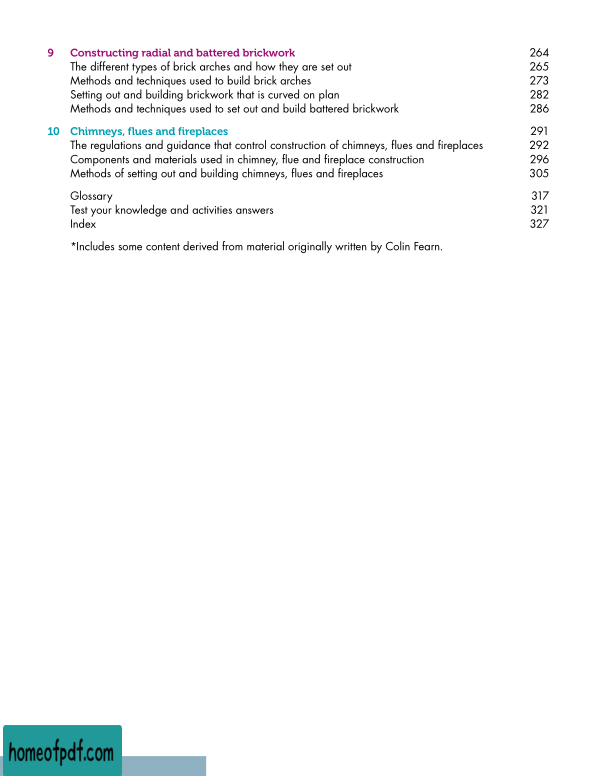 9 Constructing radial and battered brickwork 264
The different types of brick arches and how they are set out 265
Methods and techniques used to build brick arches 273
Setting out and building brickwork that is curved on plan 282
Methods and techniques used to set out and build battered brickwork 286
10 Chimneys, flues and fireplaces 291
The regulations and guidance that control construction of chimneys, flues and fireplaces 292
Components and materials used in chimney, flue and fireplace construction 296
Methods of setting out and building chimneys, flues and fireplaces 305
Glossary 317
Test your knowledge and activities answers 321
Index 327
*Includes some content derived from material originally written by Colin Fearn.
homeofpdf.com